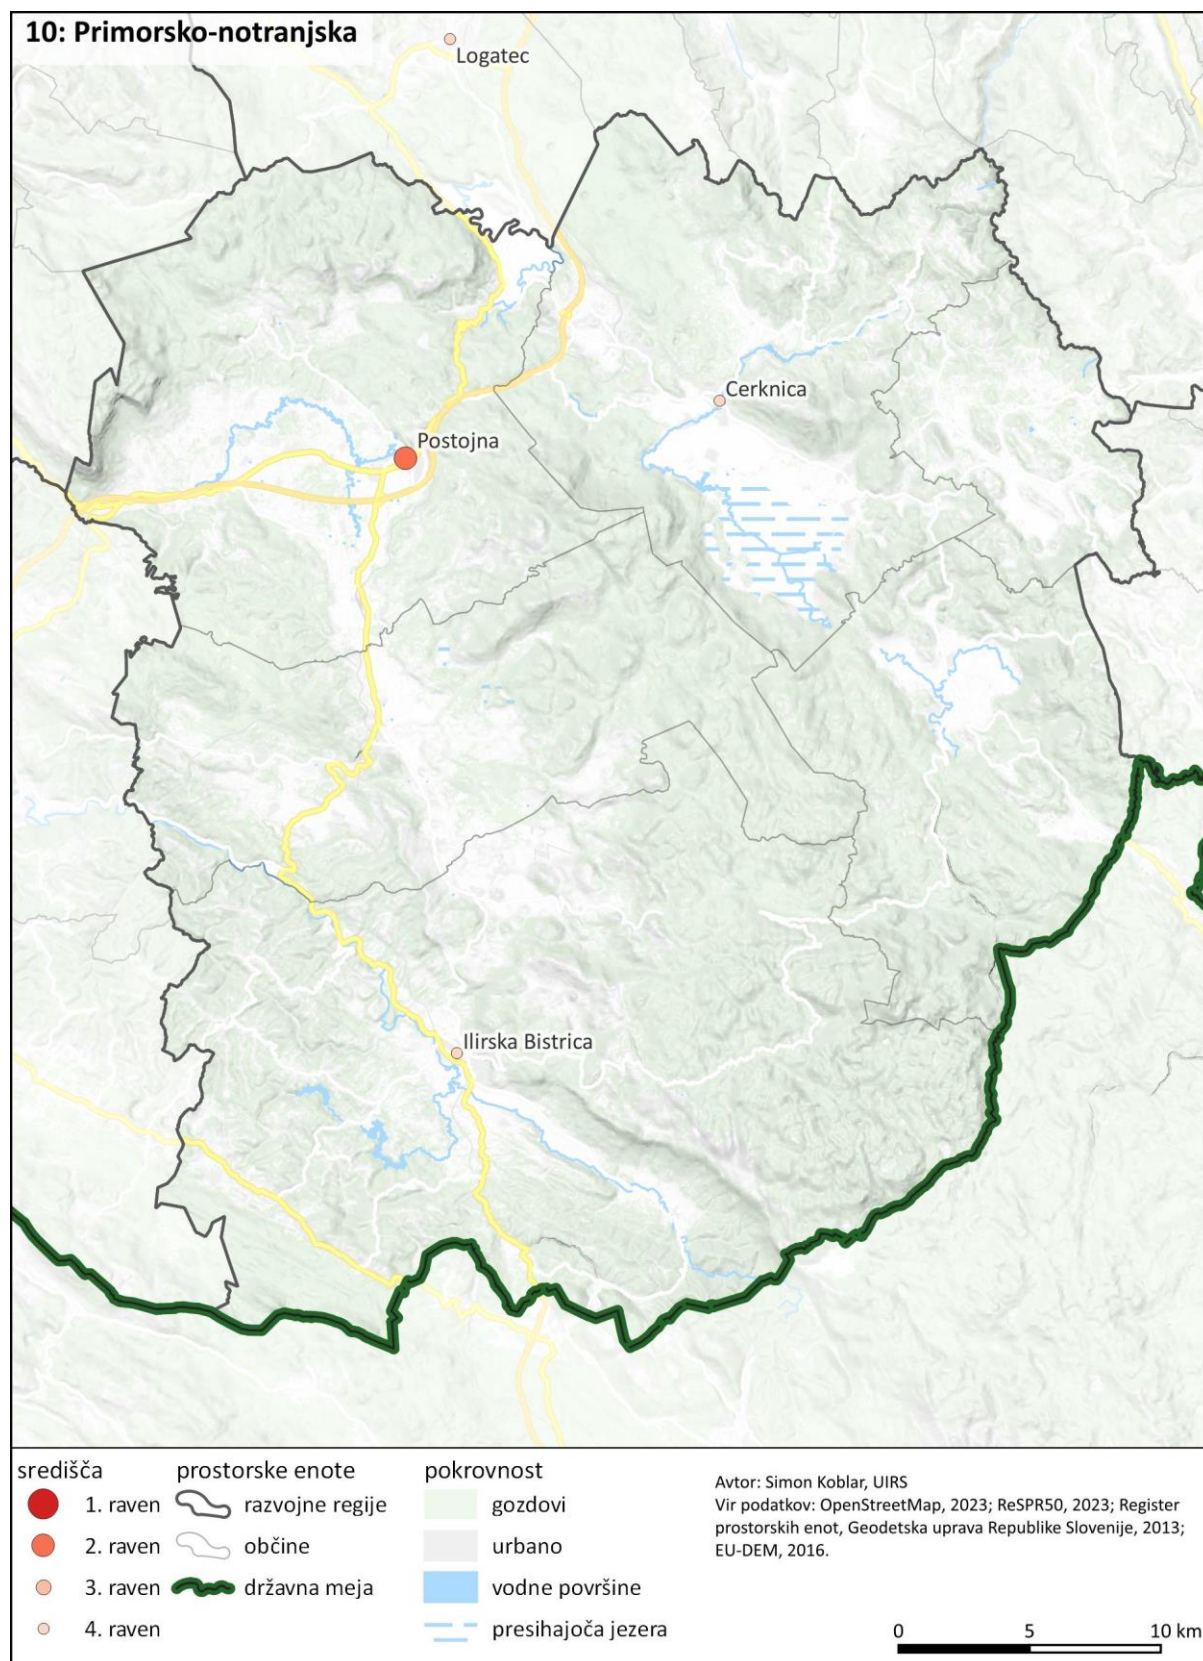 10: Primorsko-notranjska
Logatec
Cerknica
Postojna
Ilirska Bistrica
središča
1. raven
2. raven
3. raven
4. raven
prostorske enote
razvojne regije
občine
državna meja
pokrovnost
gozdovi
urbano
vodne površine
presihajoča jezera
Avtor: Simon Koblar, UIRS
Vir podatkov: OpenStreetMap, 2023; ReSPR50, 2023; Register
prostorskih enot, Geodetska uprava Republike Slovenije, 2013;
EU-DEM, 2016.
0 5 10 km